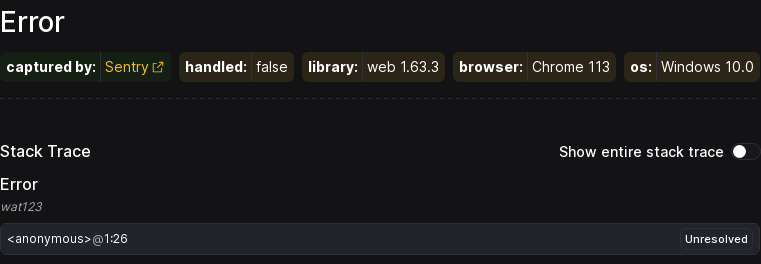 Error
captured by: Sentry handled: false library: web 1.63.3 browser: Chrome 113 os: Windows 10.0
Stack Trace Show entire stack trace
Error
wat123
<anonymous>@1:26 Unresolved